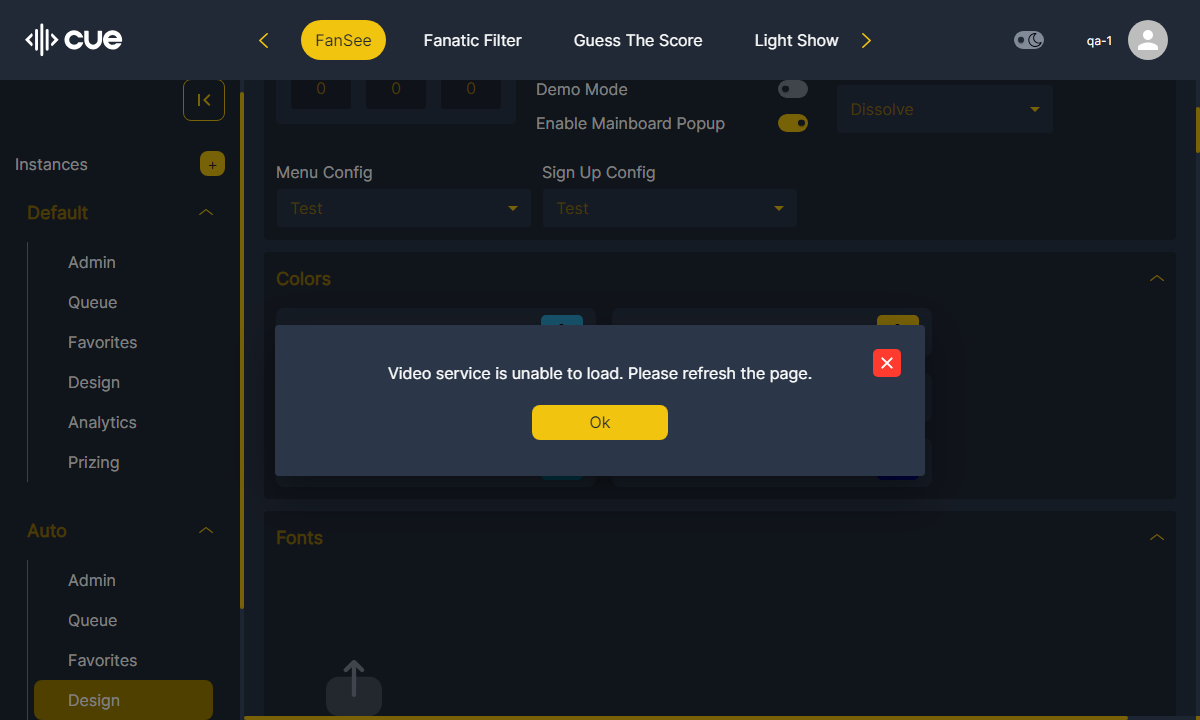 cue
FanSee
Fanatic Filter
Guess The Score
Light Show
qa-1
0
0
0
Demo Mode
Enable Mainboard Popup
Dissolve
Instances
+
Menu Config
Sign Up Config
Test
Test
Default
Admin
Queue
Favorites
Design
Analytics
Prizing
Colors
Video service is unable to load. Please refresh the page.
Ok
Auto
Admin
Queue
Favorites
Design
Fonts